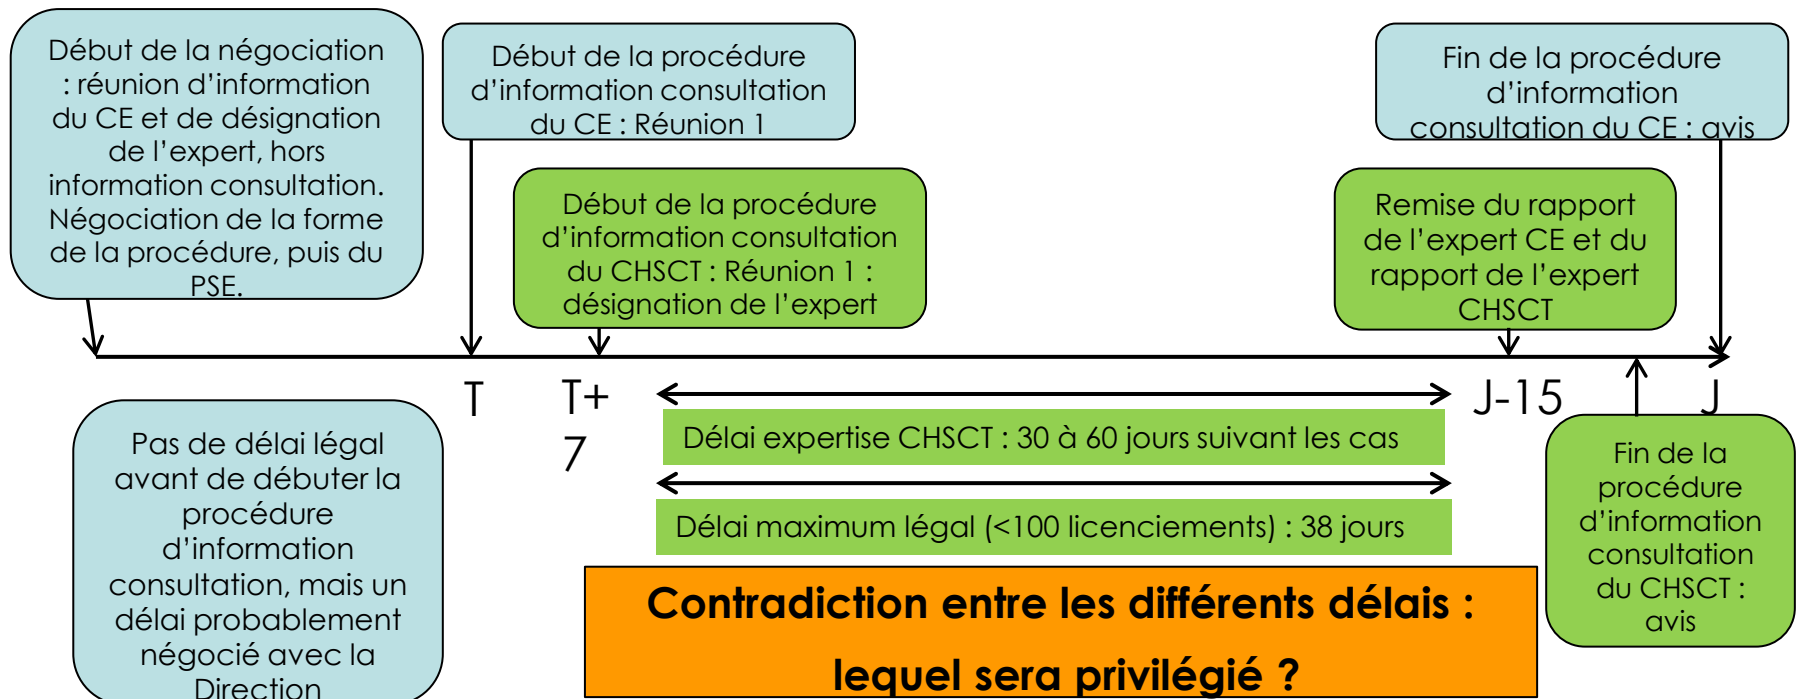 Début de la négociation
: réunion d’information
du CE et de désignation
de l’expert, hors
information consultation.
Négociation de la forme
de la procédure, puis du
PSE.
Début de la procédure
d’information consultation
du CE : Réunion 1
Fin de la procédure
d’information
consultation du CE : avis
Début de la procédure
d’information consultation
du CHSCT : Réunion 1 :
désignation de l’expert
Remise du rapport
de l’expert CE et du
rapport de l’expert
CHSCT
T
T+
7
J-15
J
Pas de délai légal
avant de débuter la
procédure
d’information
consultation, mais un
délai probablement
négocié avec la
Direction
Délai expertise CHSCT : 30 à 60 jours suivant les cas
Délai maximum légal (<100 licenciements) : 38 jours
Contradiction entre les différents délais :
lequel sera privilégié ?
Fin de la
procédure
d’information
consultation
du CHSCT :
avis